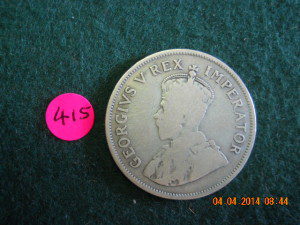 415
GEORGIVS V REX IMPERATOR
04.04.2014 08:44